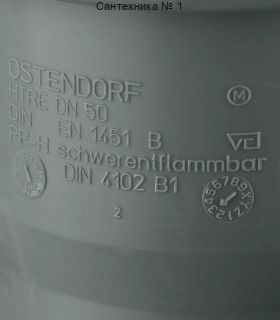 Сантехника № 1
OSTENDORF
HTRE DN 50 M
DIN EN 1451 B
PP-H schwerentflammbar
DIN 4102 B1
2